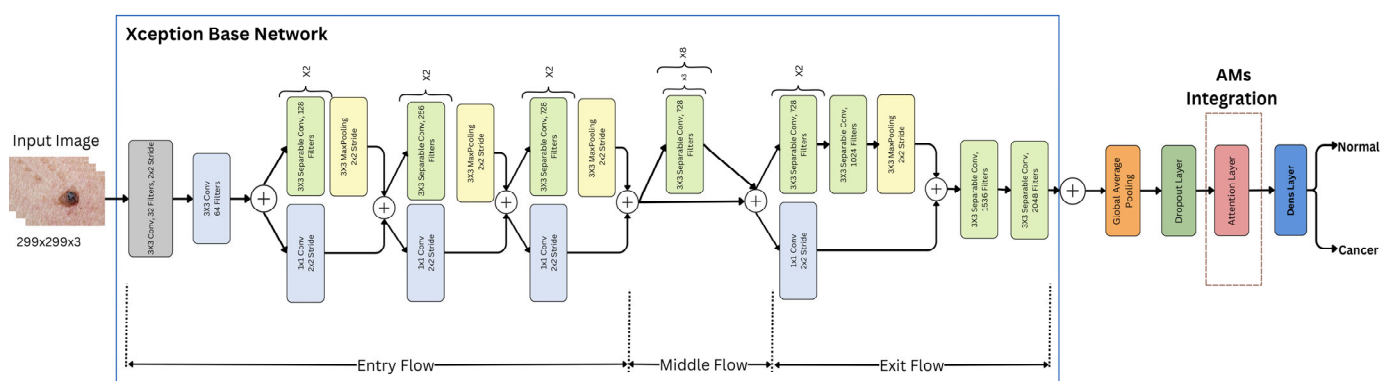 Xception Base Network
Input Image
299x299x3
3X3 Conv, 32 Filters, 2x2 Stride
3X3 Conv
64 Filters
X2
3X3 Separable Conv, 128
Filters
3X3 MaxPooling
2x2 Stride
1x1 Conv
2x2 Stride
X2
3X3 Separable Conv, 256
Filters
3X3 MaxPooling
2x2 Stride
1x1 Conv
2x2 Stride
X2
3X3 Separable Conv, 728
Filters
3X3 MaxPooling
2x2 Stride
1x1 Conv
2x2 Stride
X8
x3
3X3 Separable Conv, 728
Filters
X2
3X3 Separable Conv, 728
Filters
3X3 Separable Conv,
1024 Filters
3X3 MaxPooling
2x2 Stride
1x1 Conv
2x2 Stride
3X3 Separable Conv,
1536 Filters
3X3 Separable Conv,
2048 Filters
Global Average
Pooling
Dropout Layer
AMs
Integration
Attention Layer
Dens Layer
Normal
Cancer
Entry Flow
Middle Flow
Exit Flow